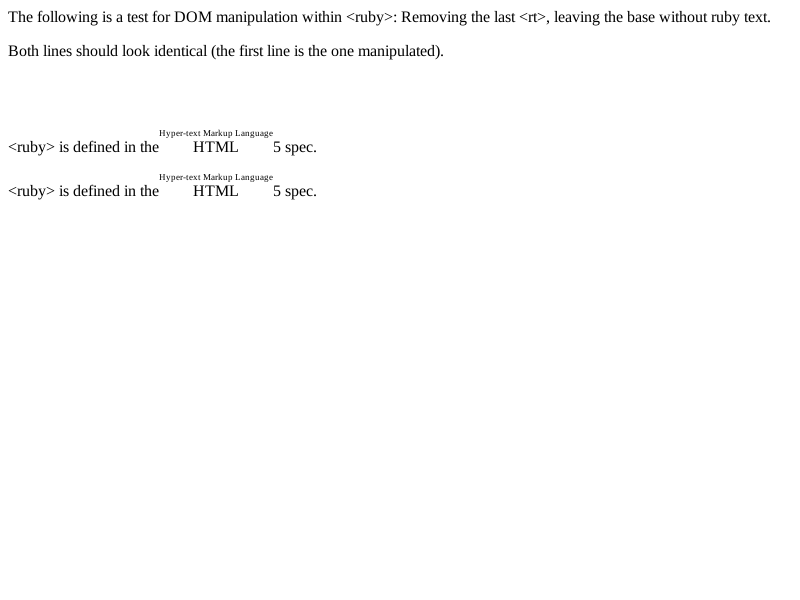 The following is a test for DOM manipulation within <ruby>: Removing the last <rt>, leaving the base without ruby text.
Both lines should look identical (the first line is the one manipulated).
Hyper-text Markup Language
<ruby> is defined in the HTML 5 spec.
Hyper-text Markup Language
<ruby> is defined in the HTML 5 spec.